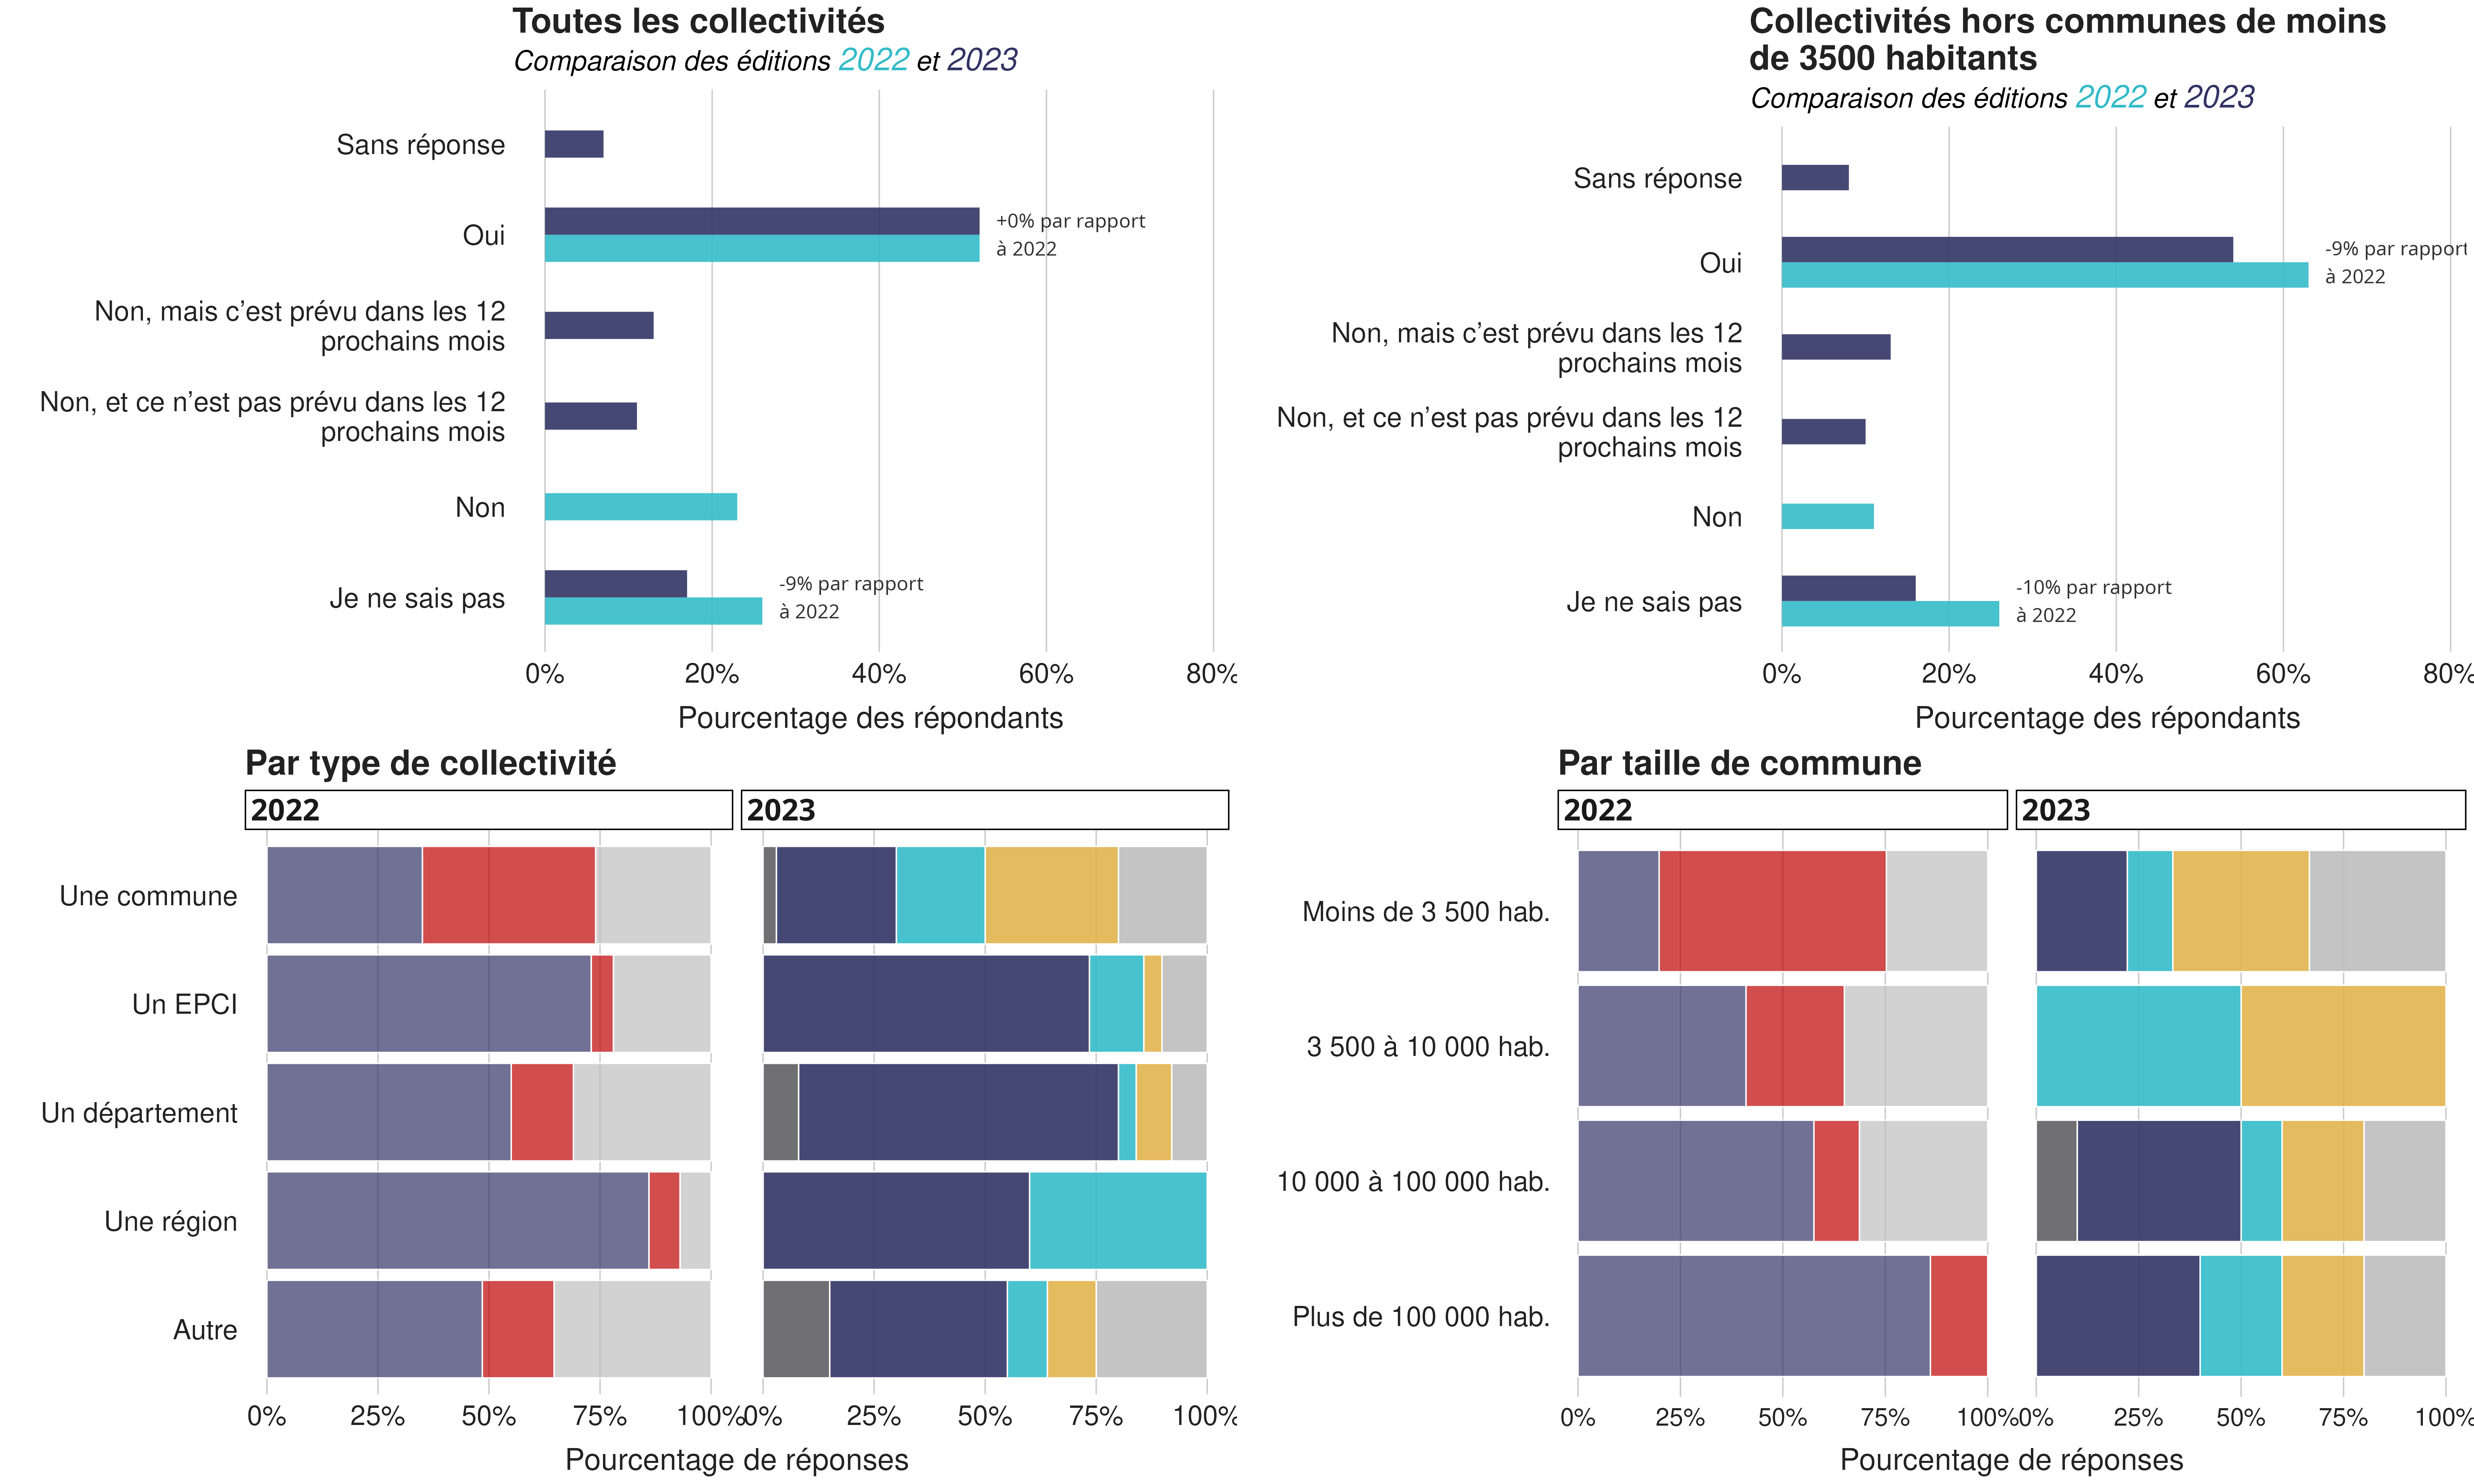 Toutes les collectivités
Comparaison des éditions 2022 et 2023
Sans réponse
Oui
+0% par rapport
à 2022
Non, mais c’est prévu dans les 12
prochains mois
Non, et ce n’est pas prévu dans les 12
prochains mois
Non
Je ne sais pas
-9% par rapport
à 2022
0% 20% 40% 60% 80%
Pourcentage des répondants
Collectivités hors communes de moins
de 3500 habitants
Comparaison des éditions 2022 et 2023
Sans réponse
Oui
-9% par rapport
à 2022
Non, mais c’est prévu dans les 12
prochains mois
Non, et ce n’est pas prévu dans les 12
prochains mois
Non
Je ne sais pas
-10% par rapport
à 2022
0% 20% 40% 60% 80%
Pourcentage des répondants
Par type de collectivité
2022 2023
Une commune
Un EPCI
Un département
Une région
Autre
0% 25% 50% 75% 100% 0% 25% 50% 75% 100%
Pourcentage de réponses
Par taille de commune
2022 2023
Moins de 3 500 hab.
3 500 à 10 000 hab.
10 000 à 100 000 hab.
Plus de 100 000 hab.
0% 25% 50% 75% 100% 0% 25% 50% 75% 100%
Pourcentage de réponses